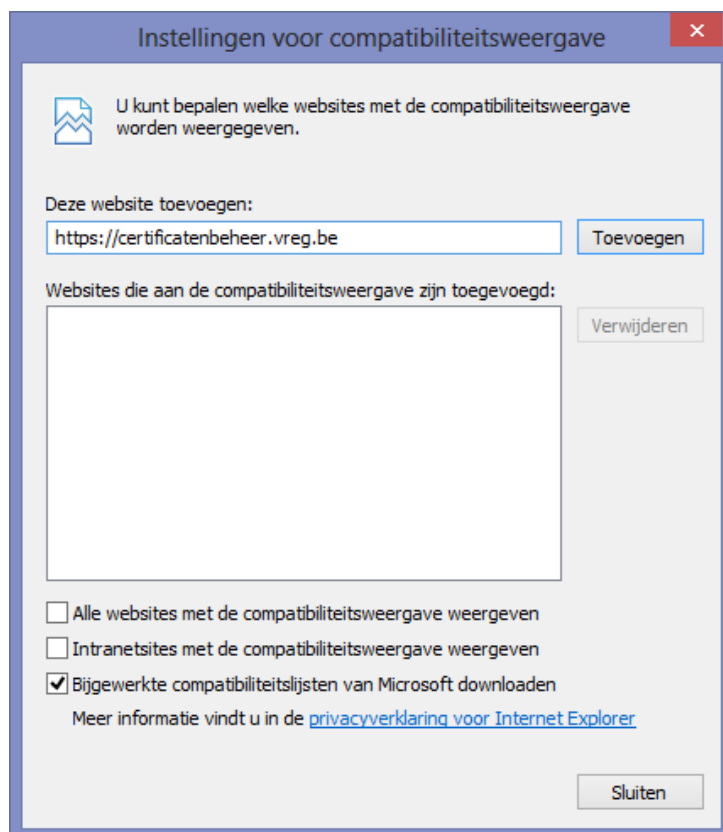 Instellingen voor compatibiliteitsweergave
U kunt bepalen welke websites met de compatibiliteitsweergave
worden weergegeven.
Deze website toevoegen:
https://certificatenbeheer.vreg.be
Toevoegen
Websites die aan de compatibiliteitsweergave zijn toegevoegd:
Verwijderen
Alle websites met de compatibiliteitsweergave weergeven
Intranetsites met de compatibiliteitsweergave weergeven
Bijgewerkte compatibiliteitslijsten van Microsoft downloaden
Meer informatie vindt u in de privacyverklaring voor Internet Explorer
Sluiten